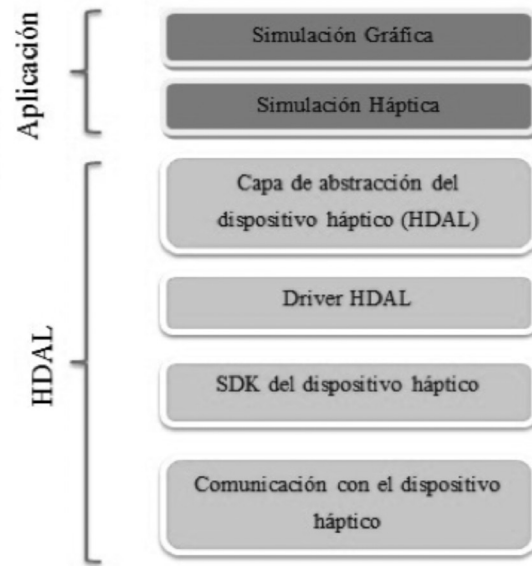 Aplicación
Simulación Gráfica
Simulación Háptica
HDAL
Capa de abstracción del
dispositivo háptico (HDAL)
Driver HDAL
SDK del dispositivo háptico
Comunicación con el dispositivo
háptico